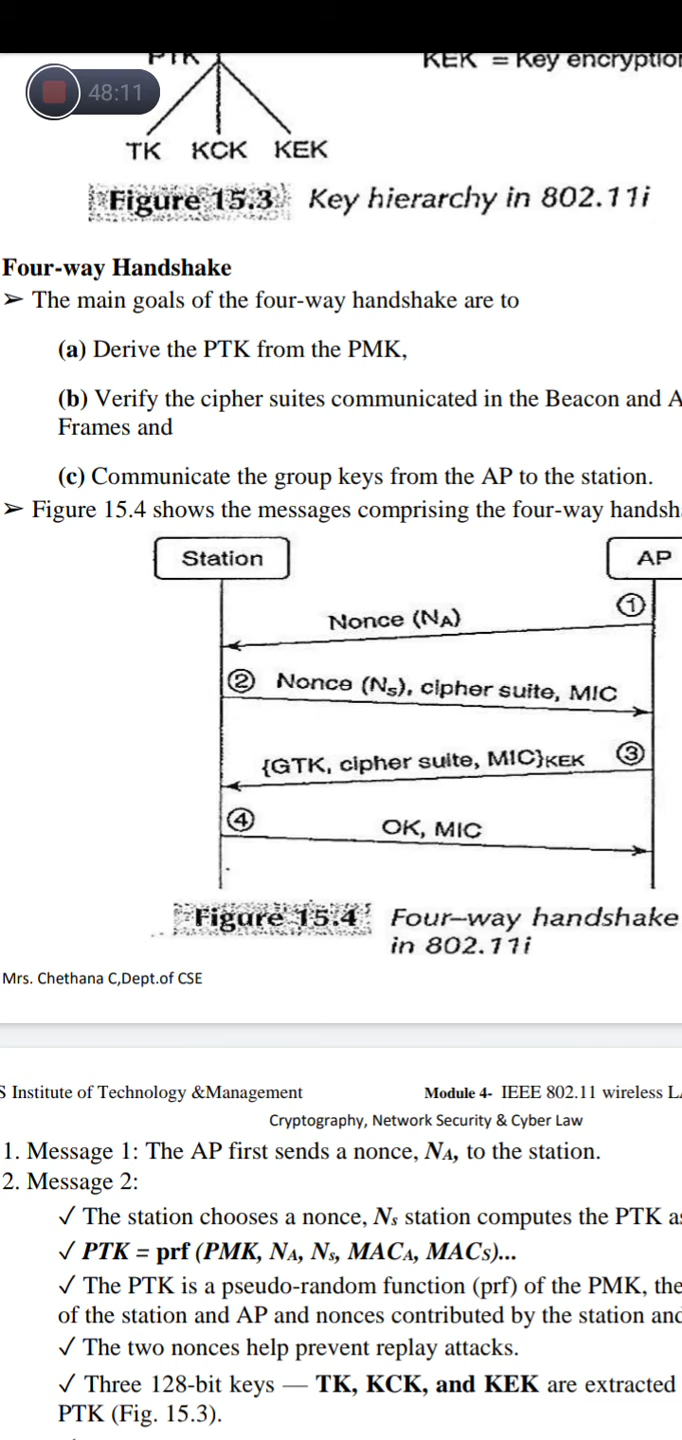 PTK
KEK = Key encryption
48:11
TK KCK KEK
Figure 15.3 Key hierarchy in 802.11i
Four-way Handshake
➢ The main goals of the four-way handshake are to
(a) Derive the PTK from the PMK,
(b) Verify the cipher suites communicated in the Beacon and A
Frames and
(c) Communicate the group keys from the AP to the station.
➢ Figure 15.4 shows the messages comprising the four-way handsh
Station AP
①
Nonce (NA)
② Nonce (Ns), cipher suite, MIC
{GTK, cipher suite, MIC}KEK ③
④ OK, MIC
Figure 15.4 Four–way handshake
in 802.11i
Mrs. Chethana C,Dept.of CSE
S Institute of Technology &Management Module 4- IEEE 802.11 wireless LA
Cryptography, Network Security & Cyber Law
1. Message 1: The AP first sends a nonce, NA, to the station.
2. Message 2:
✓ The station chooses a nonce, Ns station computes the PTK as
✓ PTK = prf (PMK, NA, Ns, MACA, MACS)...
✓ The PTK is a pseudo-random function (prf) of the PMK, the
of the station and AP and nonces contributed by the station and
✓ The two nonces help prevent replay attacks.
✓ Three 128-bit keys — TK, KCK, and KEK are extracted
PTK (Fig. 15.3).